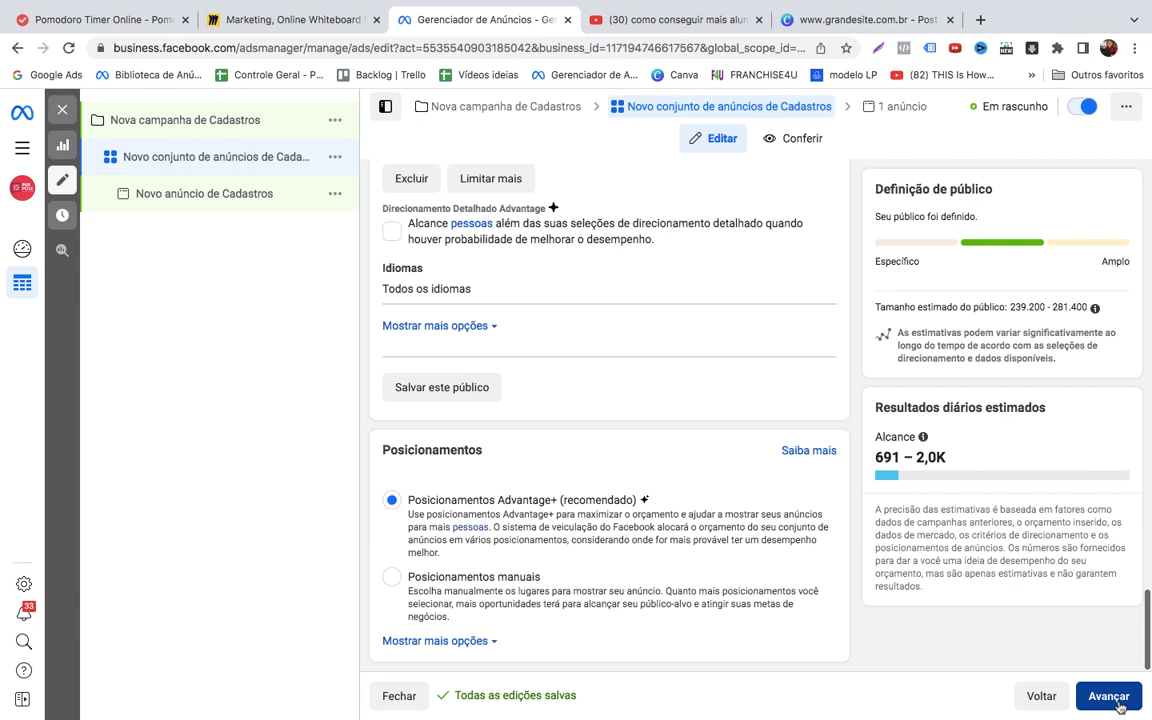 Pomodoro Timer Online - Pomo
Marketing, Online Whiteboard
Gerenciador de Anúncios - Ge
(30) como conseguir mais alun
www.grandesite.com.br - Post
business.facebook.com/adsmanager/manage/ads/edit?act=5535540903185042&business_id=117194746617567&global_scope_id=...
Google Ads
Biblioteca de Anú...
Controle Geral - P...
Backlog | Trello
Vídeos ideias
Gerenciador de A...
Canva
FRANCHISE4U
modelo LP
(82) THIS Is How...
»
Outros favoritos
Nova campanha de Cadastros
Novo conjunto de anúncios de Cada...
Novo anúncio de Cadastros
Nova campanha de Cadastros
Novo conjunto de anúncios de Cadastros
1 anúncio
Em rascunho
Editar
Conferir
Excluir
Limitar mais
Direcionamento Detalhado Advantage
Alcance pessoas além das suas seleções de direcionamento detalhado quando
houver probabilidade de melhorar o desempenho.
Idiomas
Todos os idiomas
Mostrar mais opções
Salvar este público
Posicionamentos
Saiba mais
Posicionamentos Advantage+ (recomendado)
Use posicionamentos Advantage+ para maximizar o orçamento e ajudar a mostrar seus anúncios
para mais pessoas. O sistema de veiculação do Facebook alocará o orçamento do seu conjunto de
anúncios em vários posicionamentos, considerando onde for mais provável ter um desempenho
melhor.
Posicionamentos manuais
Escolha manualmente os lugares para mostrar seu anúncio. Quanto mais posicionamentos você
selecionar, mais oportunidades terá para alcançar seu público-alvo e atingir suas metas de
negócios.
Mostrar mais opções
Definição de público
Seu público foi definido.
Específico
Amplo
Tamanho estimado do público: 239.200 - 281.400
As estimativas podem variar significativamente ao
longo do tempo de acordo com as seleções de
direcionamento e dados disponíveis.
Resultados diários estimados
Alcance
691 – 2,0K
A precisão das estimativas é baseada em fatores como
dados de campanhas anteriores, o orçamento inserido, os
dados de mercado, os critérios de direcionamento e os
posicionamentos de anúncios. Os números são fornecidos
para dar a você uma ideia de desempenho do seu
orçamento, mas são apenas estimativas e não garantem
resultados.
33
Fechar
Todas as edições salvas
Voltar
Avançar